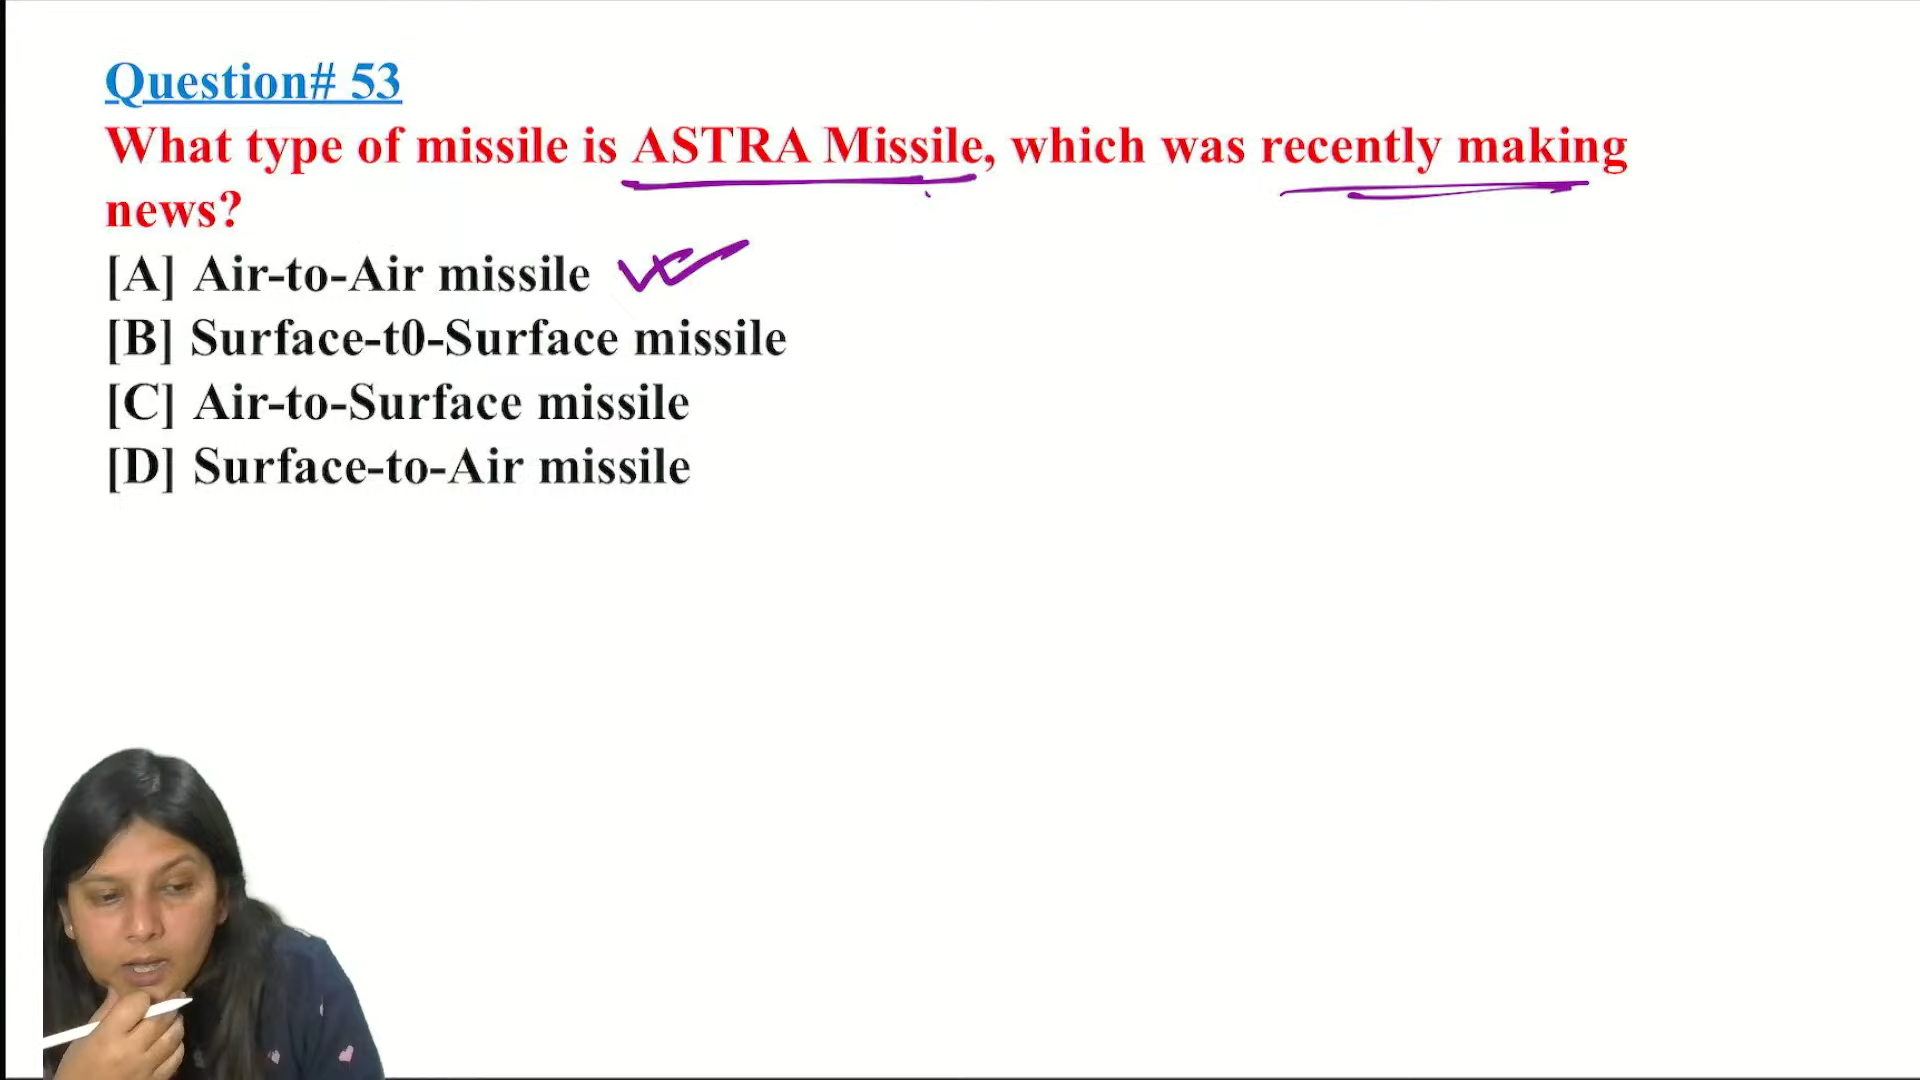 Question# 53
What type of missile is ASTRA Missile, which was recently making
news?
[A] Air-to-Air missile
[B] Surface-t0-Surface missile
[C] Air-to-Surface missile
[D] Surface-to-Air missile